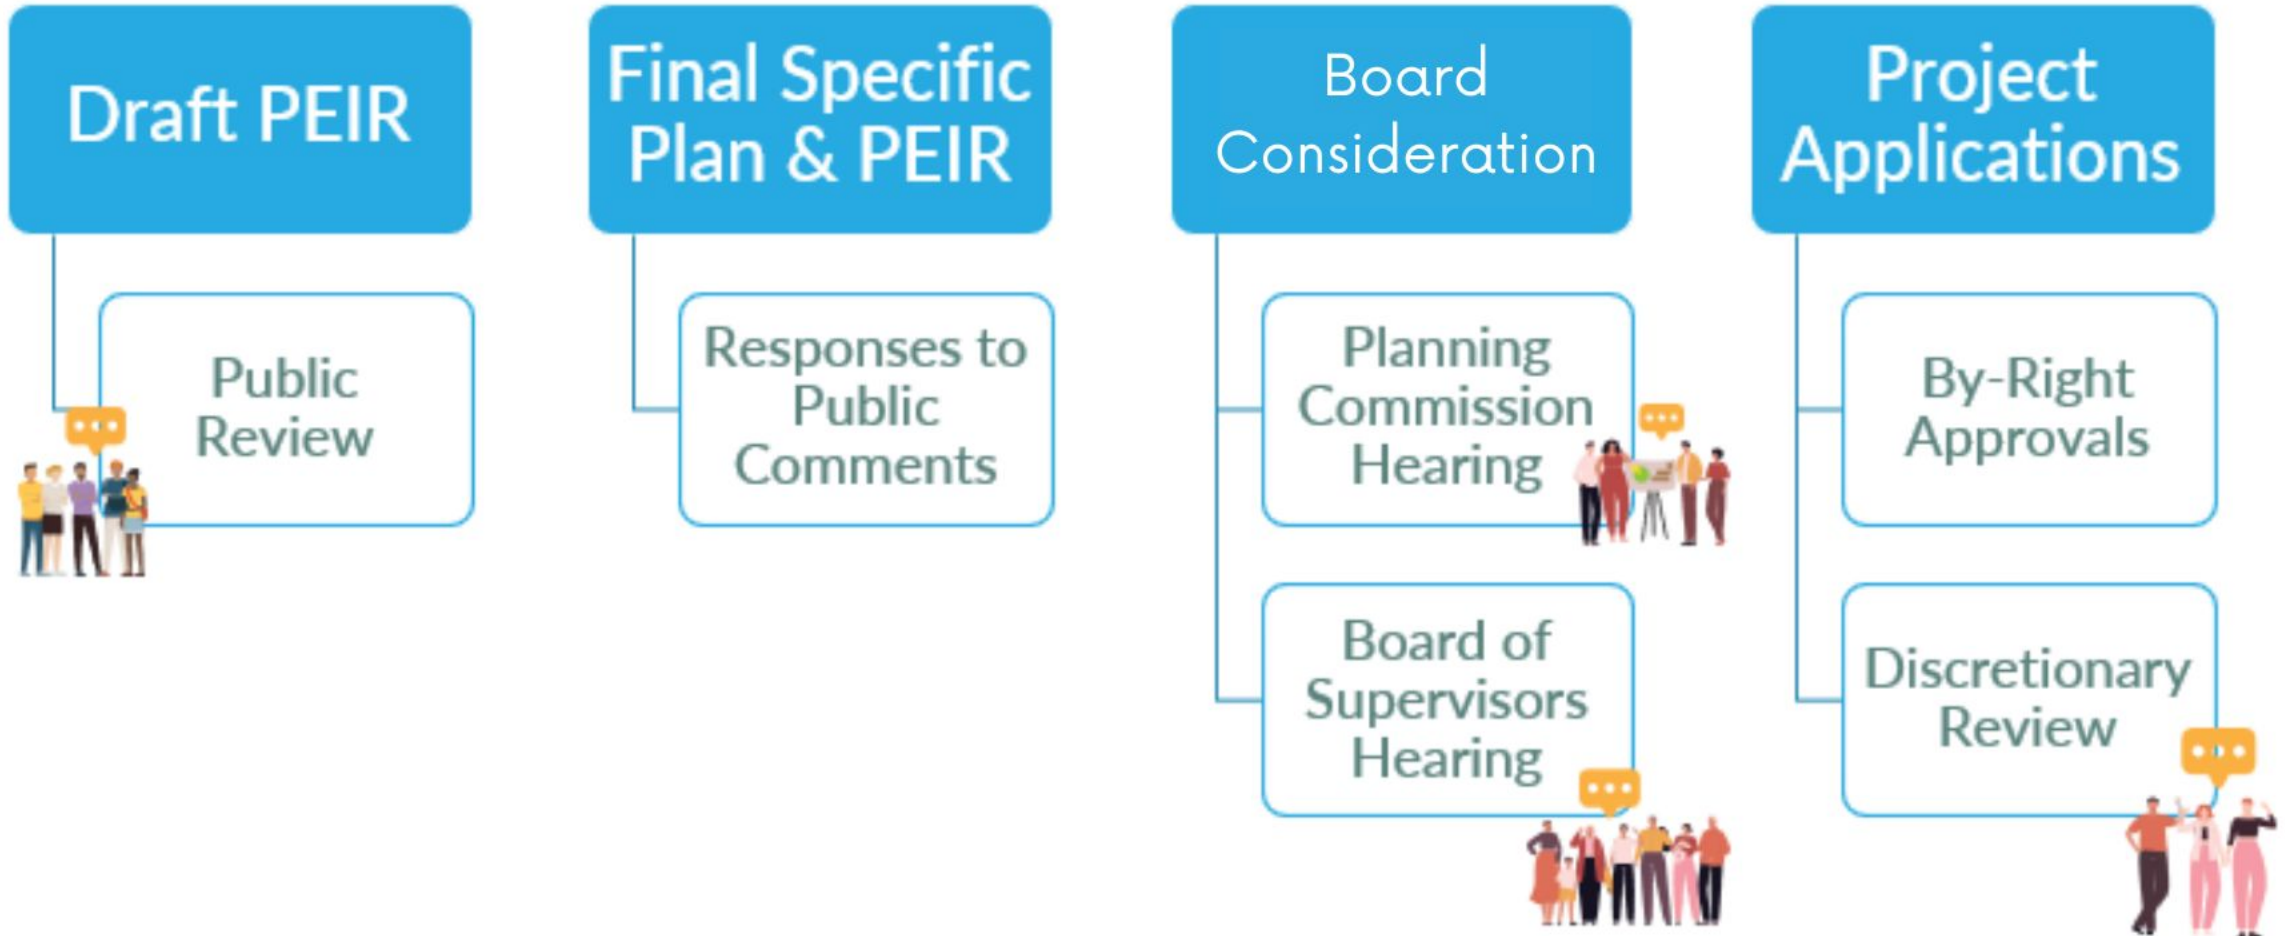 Draft PEIR
Public
Review
Final Specific
Plan & PEIR
Responses to
Public
Comments
Board
Consideration
Planning
Commission
Hearing
Board of
Supervisors
Hearing
Project
Applications
By-Right
Approvals
Discretionary
Review